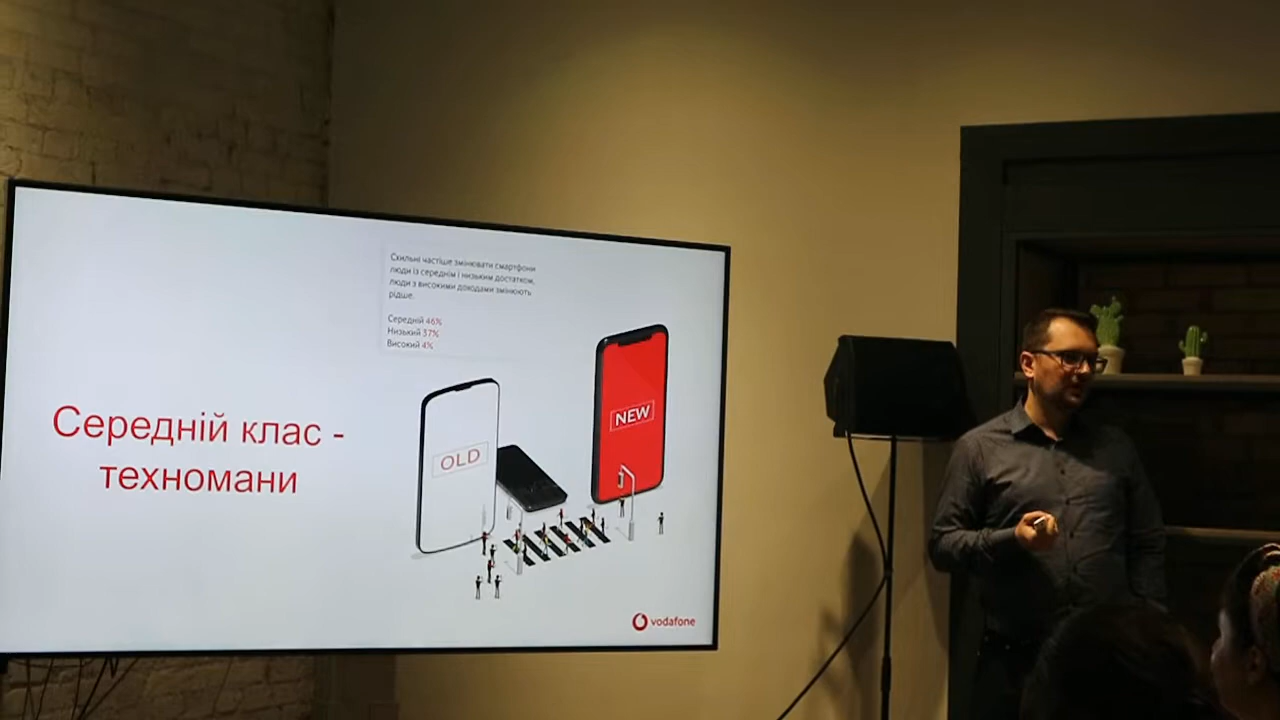 Схильні частіше змінювати смартфони
люди із середнім і низьким достатком,
люди з високими доходами змінюють
рідше.
Середній 46%
Низький 37%
Високий 4%
Середній клас -
техномани
OLD
NEW
vodafone